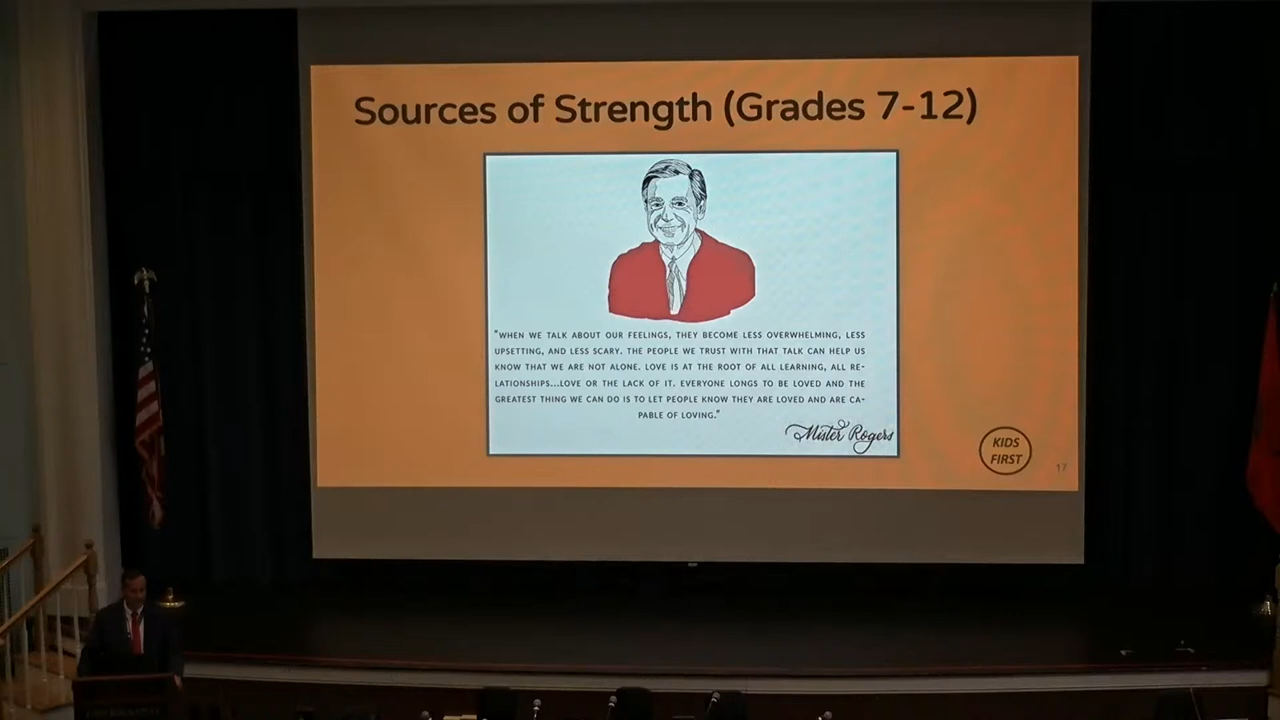 Sources of Strength (Grades 7-12)
"WHEN WE TALK ABOUT OUR FEELINGS, THEY BECOME LESS OVERWHELMING, LESS
UPSETTING, AND LESS SCARY. THE PEOPLE WE TRUST WITH THAT TALK CAN HELP US
KNOW THAT WE ARE NOT ALONE. LOVE IS AT THE ROOT OF ALL LEARNING, ALL RE-
LATIONSHIPS...LOVE OR THE LACK OF IT. EVERYONE LONGS TO BE LOVED AND THE
GREATEST THING WE CAN DO IS TO LET PEOPLE KNOW THEY ARE LOVED AND ARE CA-
PABLE OF LOVING."
Mister Rogers
KIDS
FIRST
17